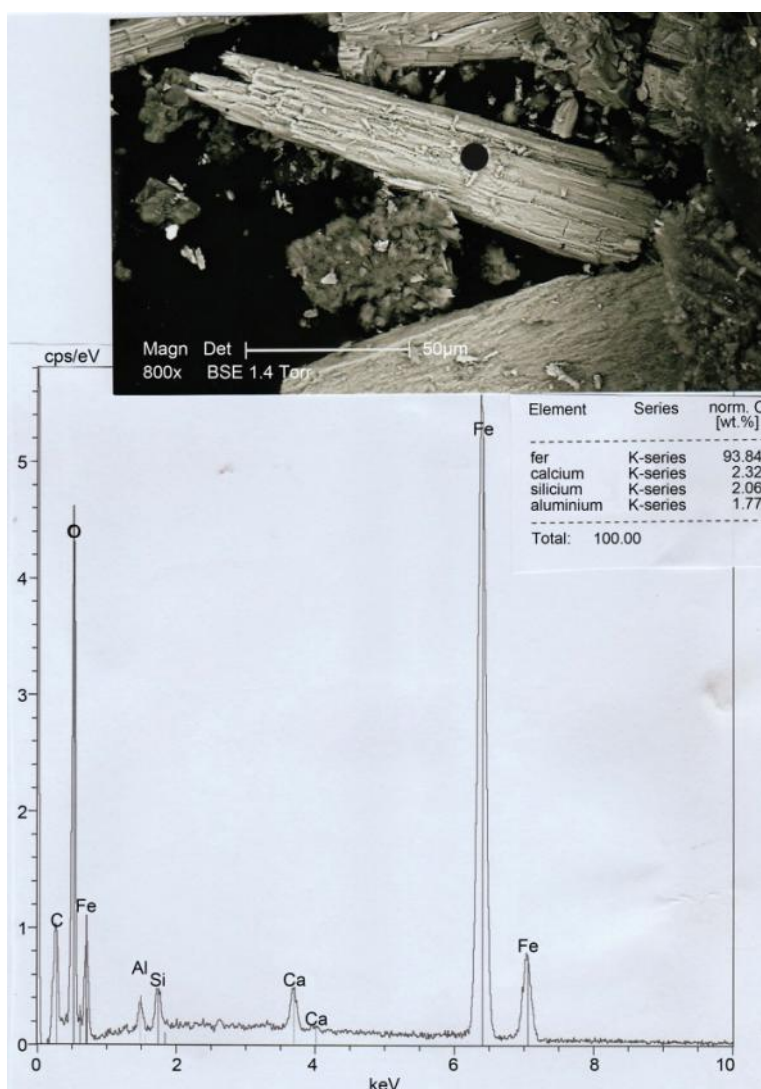 Magn Det 50µm
800x BSE 1.4 Torr
cps/eV
Element Series norm. C
[wt.%]
fer K-series 93.84
calcium K-series 2.32
silicium K-series 2.06
aluminium K-series 1.77
Total: 100.00
5
4
3
2
1
0
Fe
O
C
Fe
Al
Si
Ca
Ca
Fe
0 2 4 6 8 10
keV